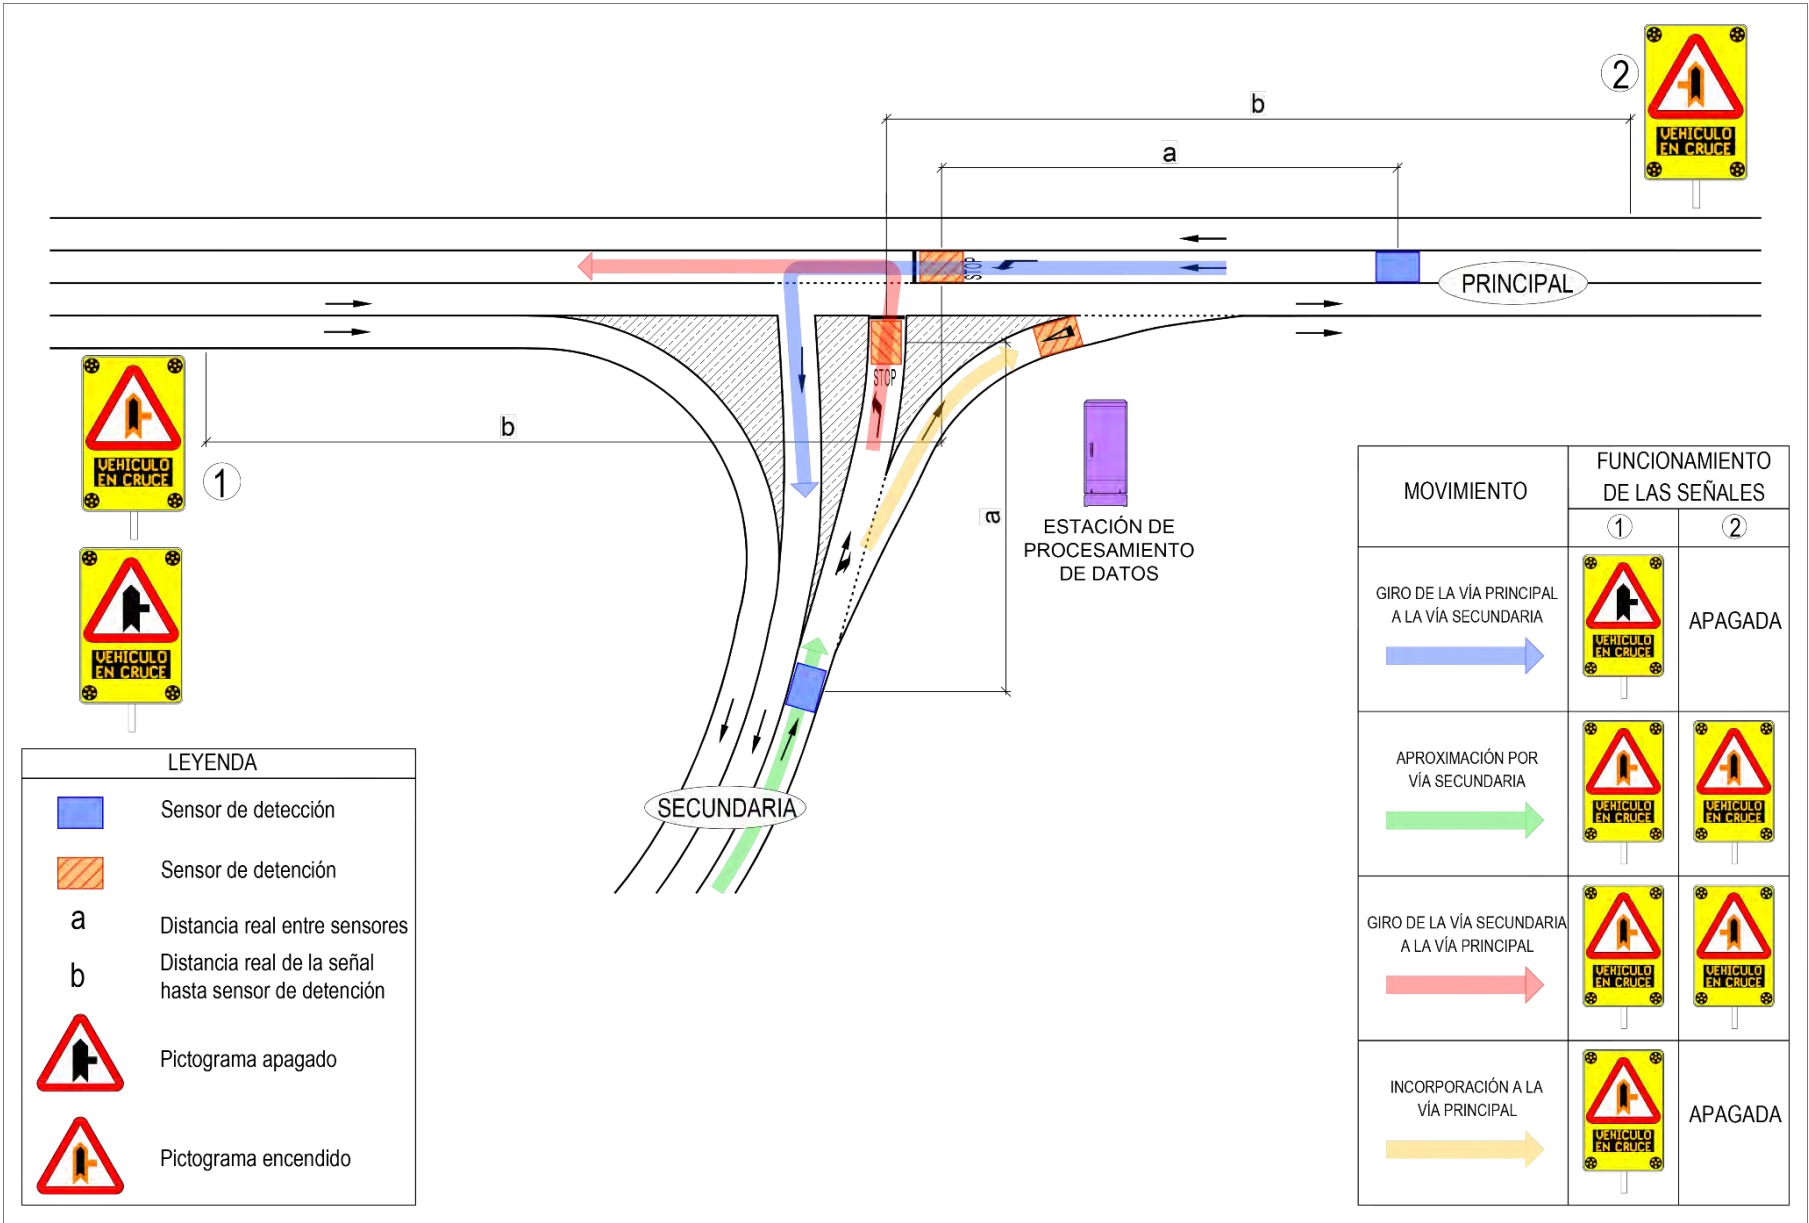 2
VEHICULO
EN CRUCE
b
a
STOP
PRINCIPAL
STOP
b
VEHICULO
EN CRUCE
1
a
ESTACIÓN DE
PROCESAMIENTO
DE DATOS
VEHICULO
EN CRUCE
SECUNDARIA
LEYENDA
Sensor de detección
Sensor de detención
a
Distancia real entre sensores
b
Distancia real de la señal
hasta sensor de detención
Pictograma apagado
Pictograma encendido
MOVIMIENTO
FUNCIONAMIENTO
DE LAS SEÑALES
1
2
GIRO DE LA VÍA PRINCIPAL
A LA VÍA SECUNDARIA
VEHICULO
EN CRUCE
APAGADA
APROXIMACIÓN POR
VÍA SECUNDARIA
VEHICULO
EN CRUCE
VEHICULO
EN CRUCE
GIRO DE LA VÍA SECUNDARIA
A LA VÍA PRINCIPAL
VEHICULO
EN CRUCE
VEHICULO
EN CRUCE
INCORPORACIÓN A LA
VÍA PRINCIPAL
VEHICULO
EN CRUCE
APAGADA